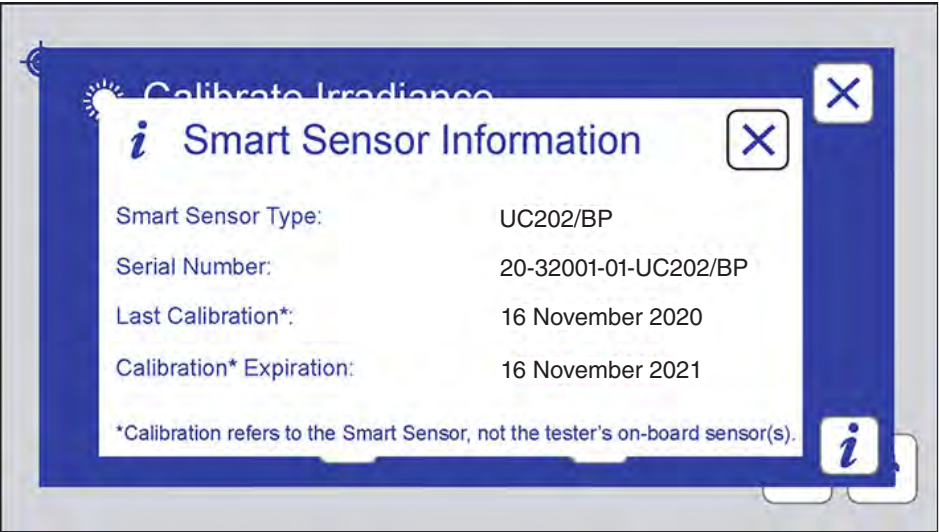 Calibrate Irradiance
i Smart Sensor Information
Smart Sensor Type: UC202/BP
Serial Number: 20-32001-01-UC202/BP
Last Calibration*: 16 November 2020
Calibration* Expiration: 16 November 2021
*Calibration refers to the Smart Sensor, not the tester's on-board sensor(s).
i